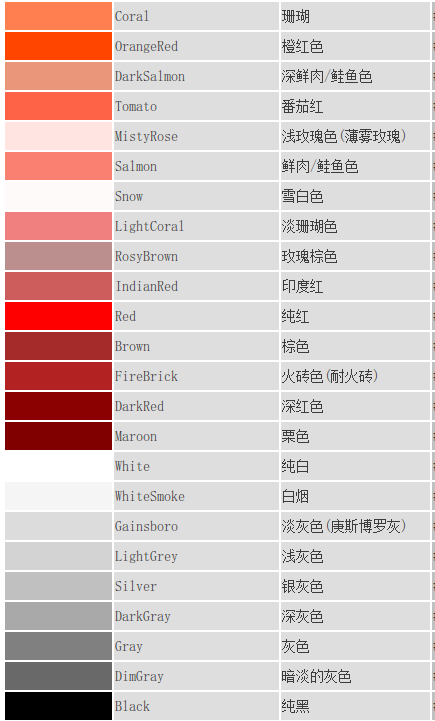 Coral 珊瑚
OrangeRed 橙红色
DarkSalmon 深鲜肉/鲑鱼色
Tomato 番茄红
MistyRose 浅玫瑰色(薄雾玫瑰)
Salmon 鲜肉/鲑鱼色
Snow 雪白色
LightCoral 淡珊瑚色
RosyBrown 玫瑰棕色
IndianRed 印度红
Red 纯红
Brown 棕色
FireBrick 火砖色(耐火砖)
DarkRed 深红色
Maroon 栗色
White 纯白
WhiteSmoke 白烟
Gainsboro 淡灰色(庚斯博罗灰)
LightGrey 浅灰色
Silver 银灰色
DarkGray 深灰色
Gray 灰色
DimGray 暗淡的灰色
Black 纯黑